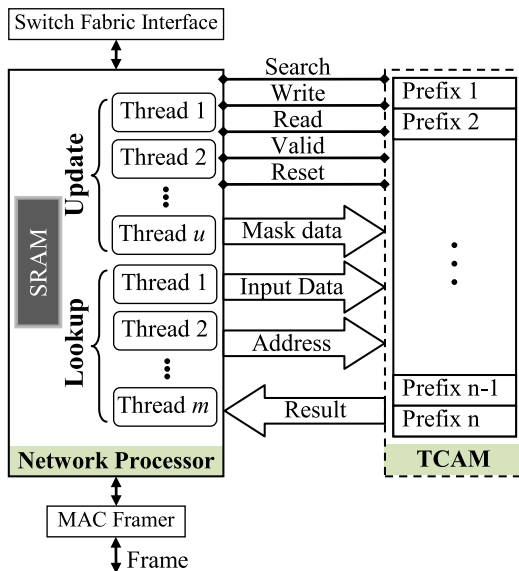 Switch Fabric Interface
Search
Write
Read
Valid
Reset
Mask data
Input Data
Address
Result
Update
Thread 1
Thread 2
Thread u
Lookup
Thread 1
Thread 2
Thread m
SRAM
Network Processor
Prefix 1
Prefix 2
Prefix n-1
Prefix n
TCAM
MAC Framer
Frame